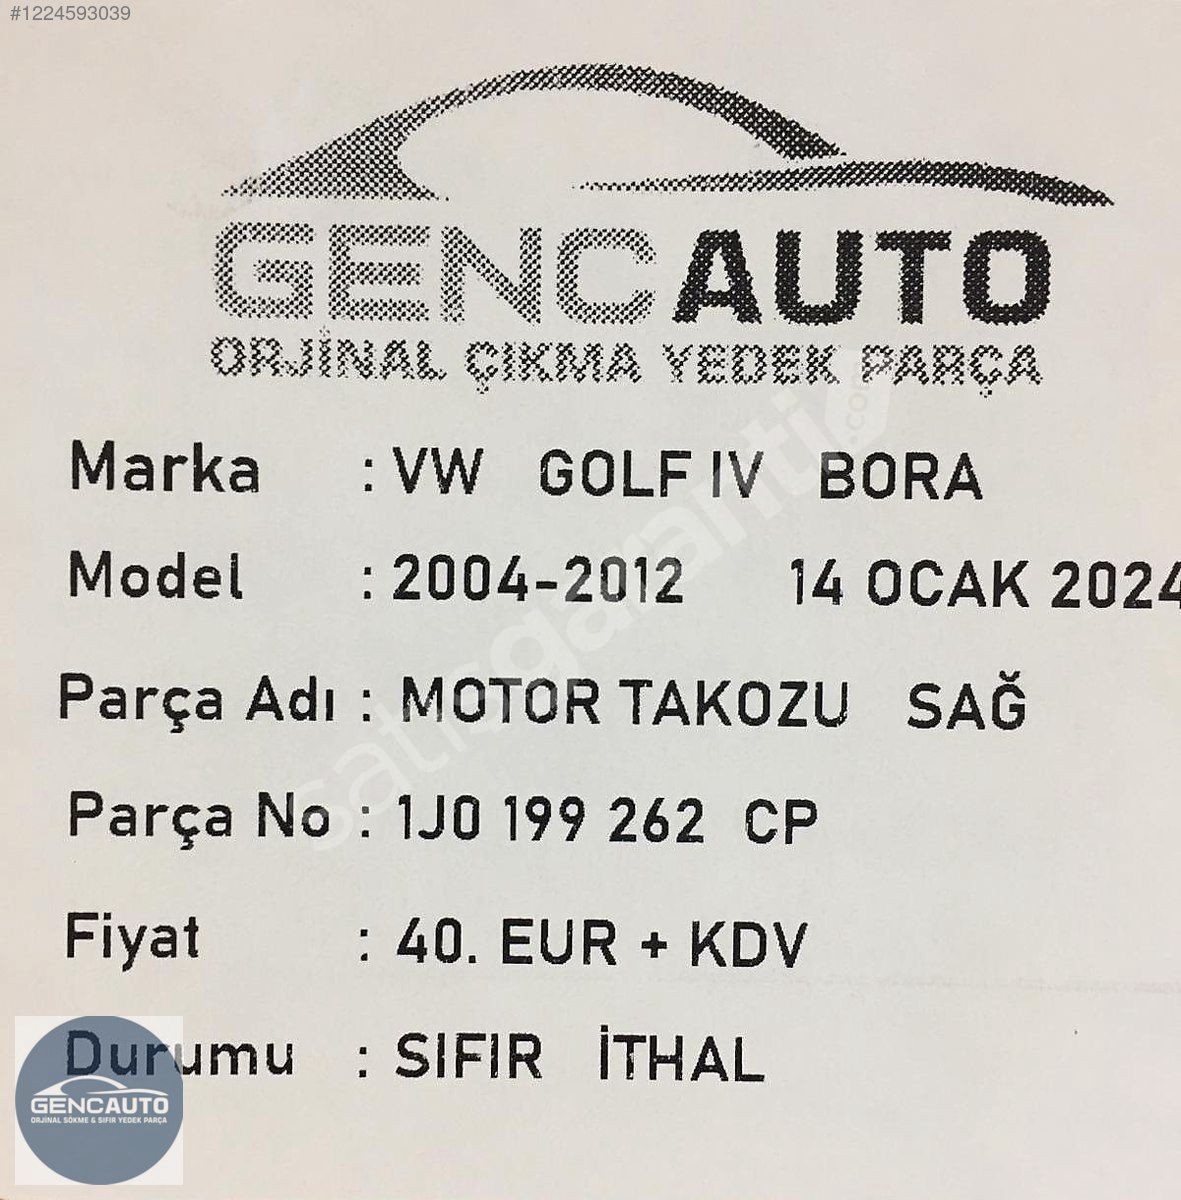 #1224593039
GENCAUTO
ORJİNAL ÇIKMA YEDEK PARÇA
Marka : VW GOLF IV BORA
Model : 2004-2012 14 OCAK 2024
Parça Adı : MOTOR TAKOZU SAĞ
Parça No : 1J0 199 262 CP
Fiyat : 40. EUR + KDV
Durumu : SIFIR İTHAL
satışgaranti.com
GENCAUTO
ORJİNAL SÖKME & SIFIR YEDEK PARÇA